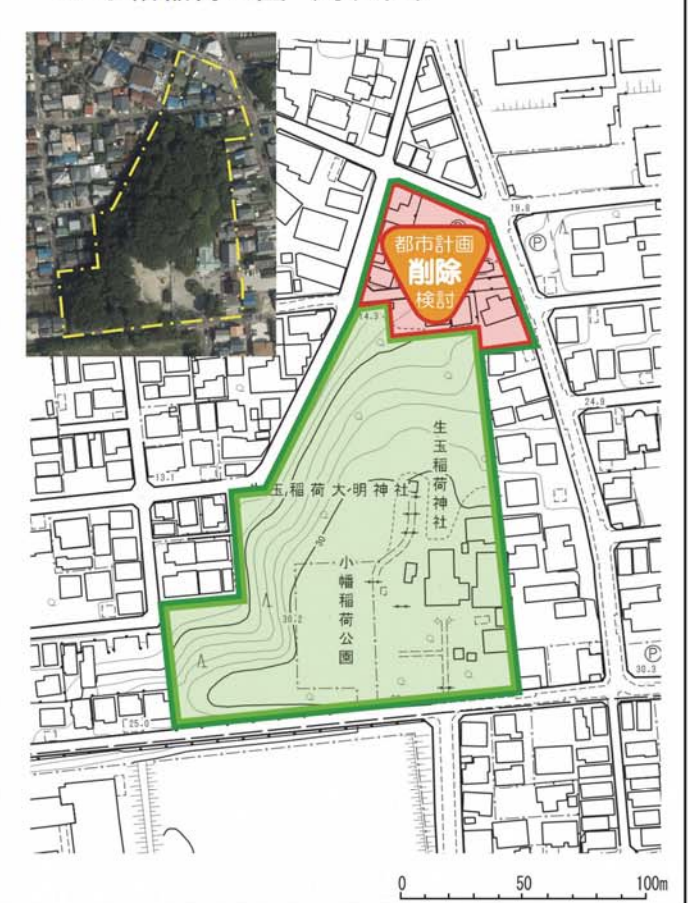 都市計画
削除
検討
19.8
P
14.3
24.9
生玉稲荷神社
13.1
生玉稲荷大明神社
小幡稲荷公園
30.2
P
30.3
25.0
0 50 100m